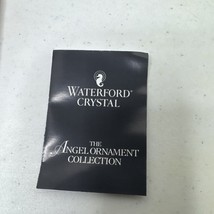 WATERFORD
CRYSTAL
THE
ANGEL ORNAMENT
COLLECTION